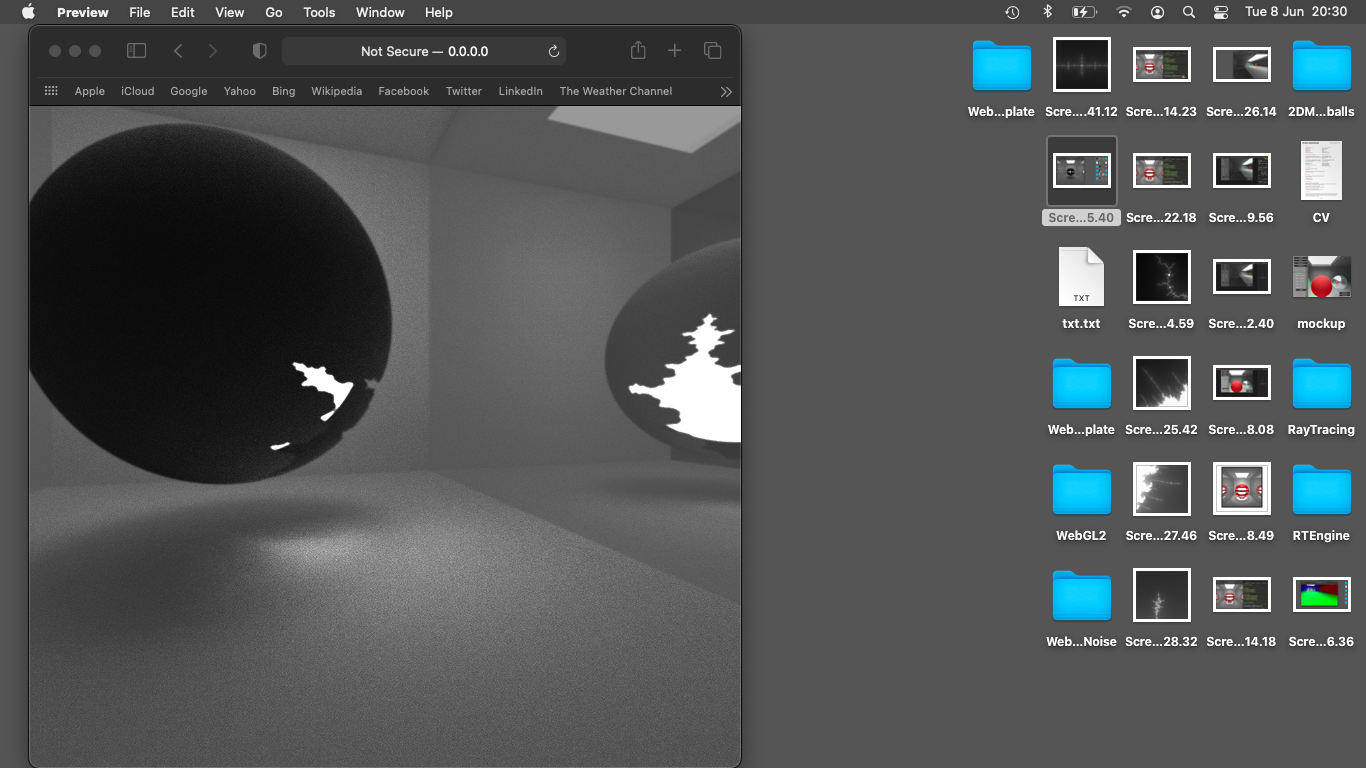 Preview File Edit View Go Tools Window Help Tue 8 Jun 20:30
Not Secure — 0.0.0.0
Apple iCloud Google Yahoo Bing Wikipedia Facebook Twitter LinkedIn The Weather Channel
Web...plate Scre....41.12 Scre...14.23 Scre...26.14 2DM...balls
Scre...5.40 Scre...22.18 Scre...9.56 CV
TXT
txt.txt Scre...4.59 Scre...2.40 mockup
Web...plate Scre...25.42 Scre...8.08 RayTracing
WebGL2 Scre...27.46 Scre...8.49 RTEngine
Web...Noise Scre...28.32 Scre...14.18 Scre...6.36